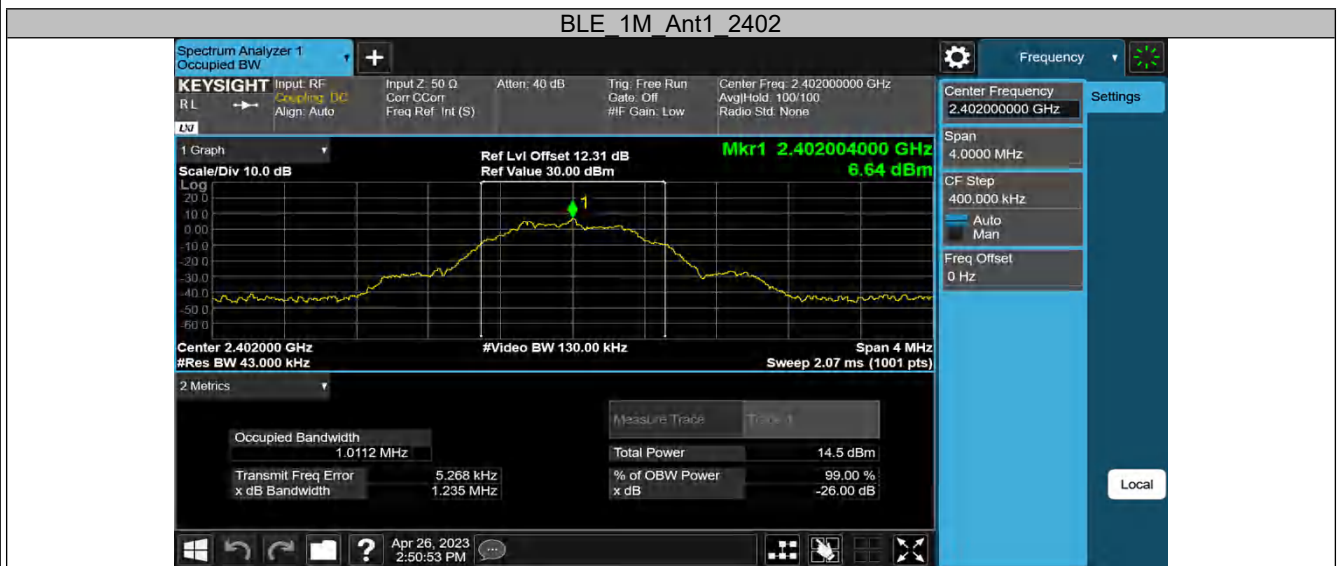 BLE_1M_Ant1_2402
Spectrum Analyzer 1
Occupied BW
Frequency
KEYSIGHT
RL
LXI
Input: RF
Coupling: DC
Align: Auto
Input Z: 50 Ω
Corr CCorr
Freq Ref: Int (S)
Atten: 40 dB
Trig: Free Run
Gate: Off
#IF Gain: Low
Center Freq: 2.402000000 GHz
Avg|Hold: 100/100
Radio Std: None
Center Frequency
2.402000000 GHz
Settings
Span
4.0000 MHz
CF Step
400.000 kHz
Auto
Man
Freq Offset
0 Hz
1 Graph
Scale/Div 10.0 dB
Ref Lvl Offset 12.31 dB
Ref Value 30.00 dBm
Mkr1 2.402004000 GHz
6.64 dBm
Log
20.0
10.0
0.00
-10.0
-20.0
-30.0
-40.0
-50.0
-60.0
1
Center 2.402000 GHz
#Res BW 43.000 kHz
#Video BW 130.00 kHz
Span 4 MHz
Sweep 2.07 ms (1001 pts)
2 Metrics
Measure Trace
Trace 1
Occupied Bandwidth
1.0112 MHz
Total Power
14.5 dBm
Transmit Freq Error
5.268 kHz
% of OBW Power
99.00 %
x dB Bandwidth
1.235 MHz
x dB
-26.00 dB
Local
?
Apr 26, 2023
2:50:53 PM